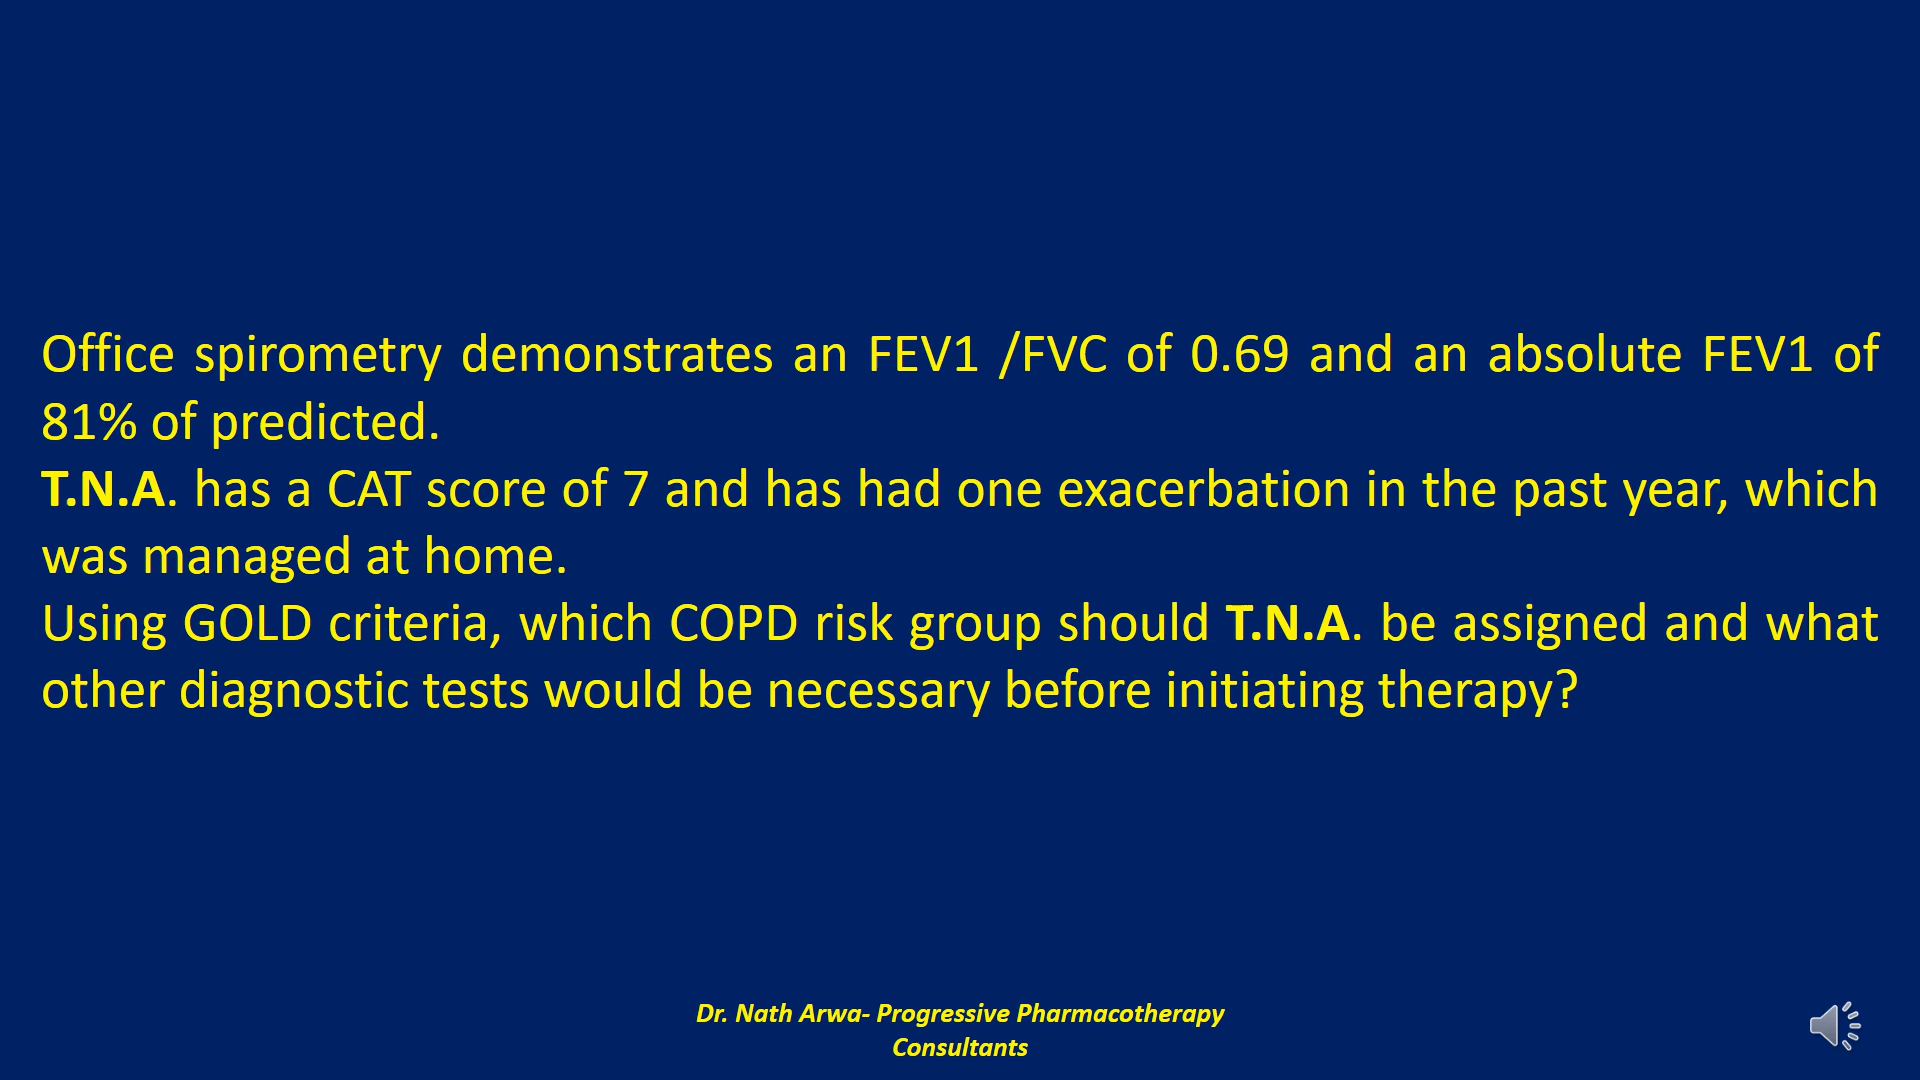 Office spirometry demonstrates an FEV1 /FVC of 0.69 and an absolute FEV1 of
81% of predicted.
T.N.A. has a CAT score of 7 and has had one exacerbation in the past year, which
was managed at home.
Using GOLD criteria, which COPD risk group should T.N.A. be assigned and what
other diagnostic tests would be necessary before initiating therapy?
Dr. Nath Arwa- Progressive Pharmacotherapy
Consultants